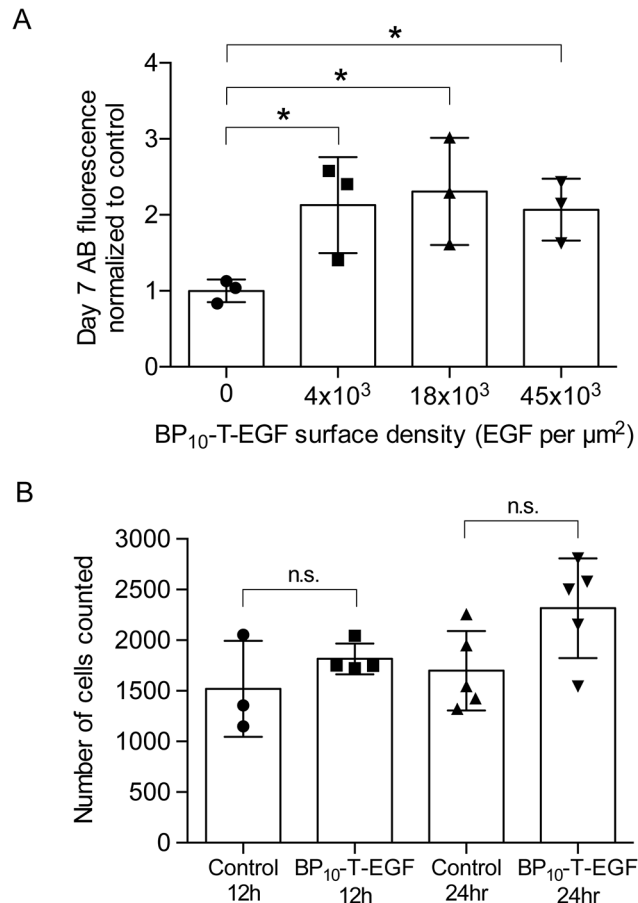 A
*
*
*
4
3
2
1
0
Day 7 AB fluorescence
normalized to control
0
4x10³
18x10³
45x10³
BP₁₀-T-EGF surface density (EGF per µm²)
B
n.s.
n.s.
3000
2500
2000
1500
1000
500
0
Number of cells counted
Control
12h
BP₁₀-T-EGF
12h
Control
24hr
BP₁₀-T-EGF
24hr